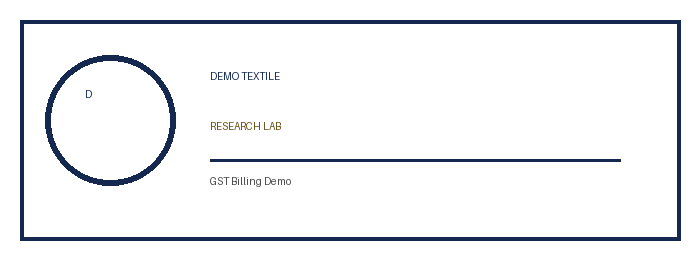 D
DEMO TEXTILE
RESEARCH LAB
GST Billing Demo